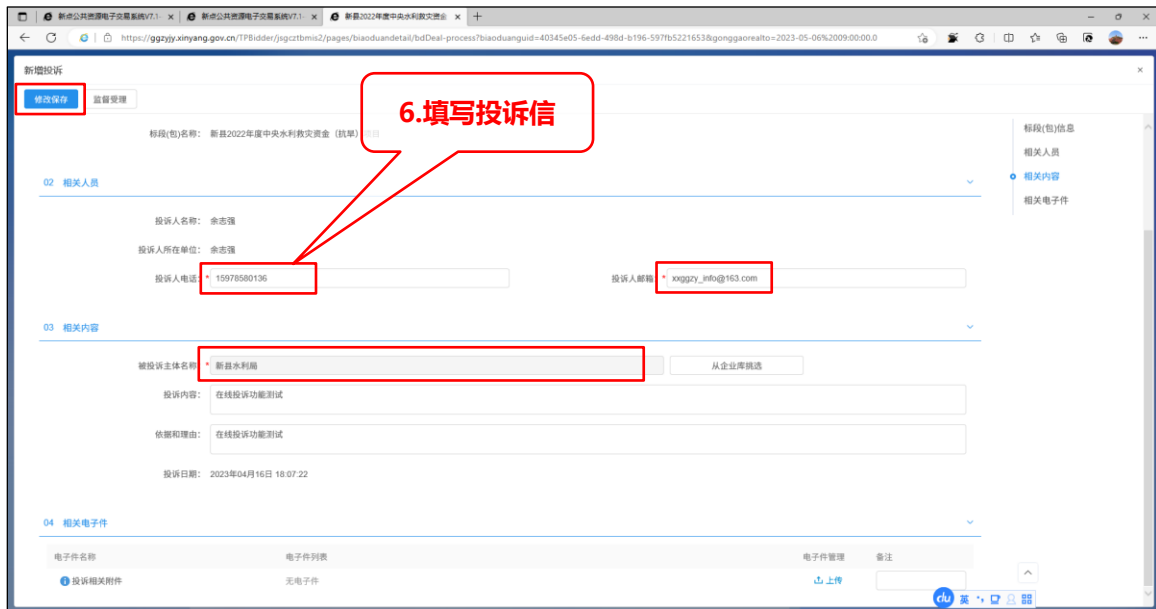 新点公共资源电子交易系统V7.1- ×
新点公共资源电子交易系统V7.1- ×
新县2022年度中央水利救灾资金 ×
https://ggzyjy.xinyang.gov.cn/TPBidder/jsgcztbmis2/pages/biaoduandetail/bdDeal-process?biaoduanguid=40345e05-6edd-498d-b196-597fb5221653&gonggaorealto=2023-05-06%2009:00:00.0
新增投诉
修改保存 监督受理
6.填写投诉信
标段(包)名称： 新县2022年度中央水利救灾资金（抗旱）项目
标段(包)信息
相关人员
相关内容
相关电子件
02 相关人员
投诉人名称： 余志强
投诉人所在单位： 余志强
投诉人电话： * 15978580136
投诉人邮箱： * xxggzy_info@163.com
03 相关内容
被投诉主体名称： * 新县水利局 从企业库挑选
投诉内容： 在线投诉功能测试
依据和理由： 在线投诉功能测试
投诉日期： 2023年04月16日 18:07:22
04 相关电子件
电子件名称 电子件列表 电子件管理 备注
投诉相关附件 无电子件 上传
du 英